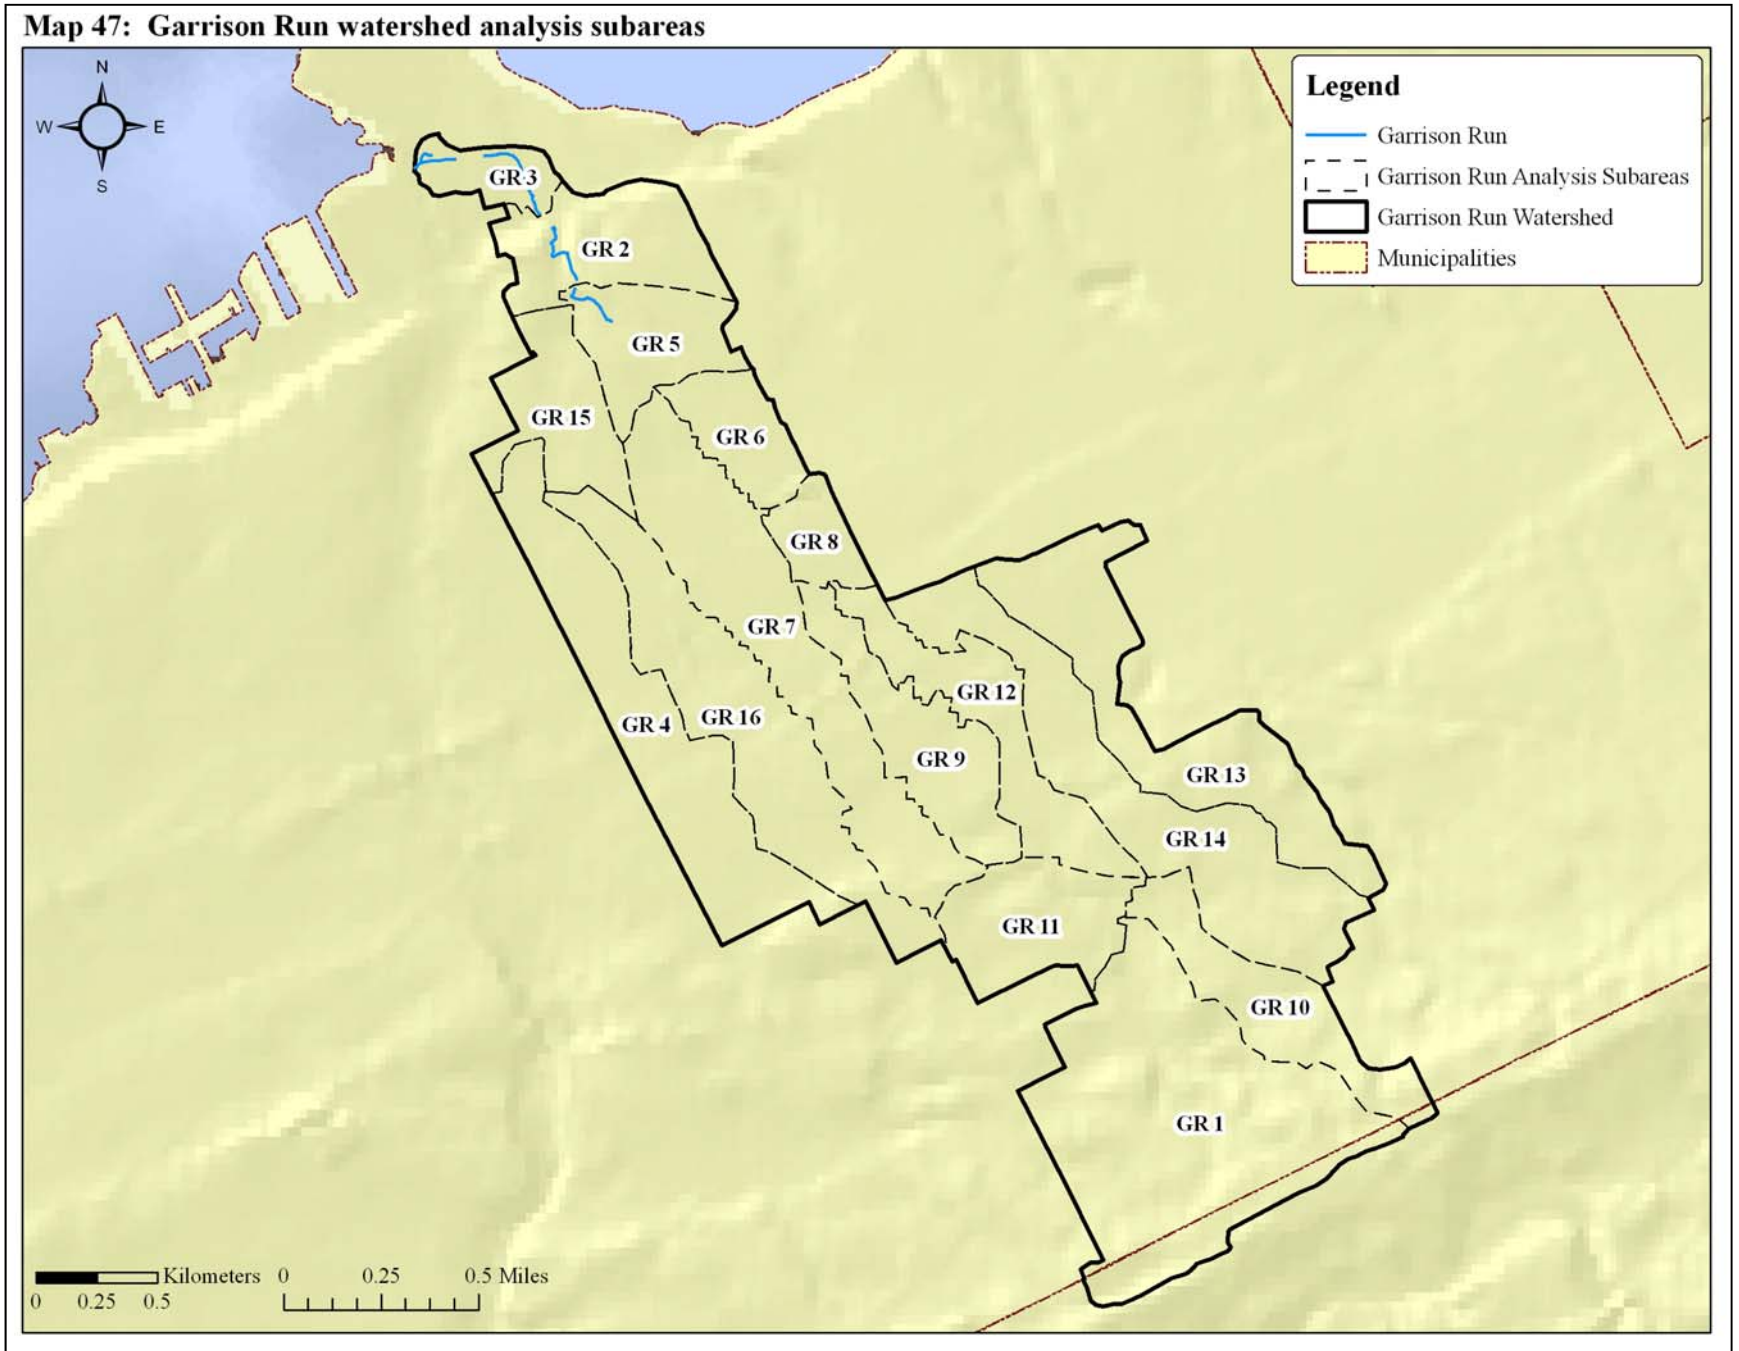 Map 47: Garrison Run watershed analysis subareas
N
W E
S
Legend
Garrison Run
Garrison Run Analysis Subareas
Garrison Run Watershed
Municipalities
GR 3
GR 2
GR 5
GR 15
GR 6
GR 8
GR 7
GR 12
GR 4
GR 16
GR 9
GR 13
GR 14
GR 11
GR 10
GR 1
Kilometers
0 0.25 0.5
0 0.25 0.5 Miles